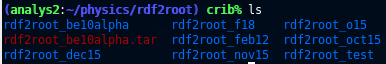 (analys2:~/physics/rdf2root) crib% ls
rdf2root_be10alpha rdf2root_f18 rdf2root_o15
rdf2root_be10alpha.tar rdf2root_feb12 rdf2root_oct15
rdf2root_dec15 rdf2root_nov15 rdf2root_test